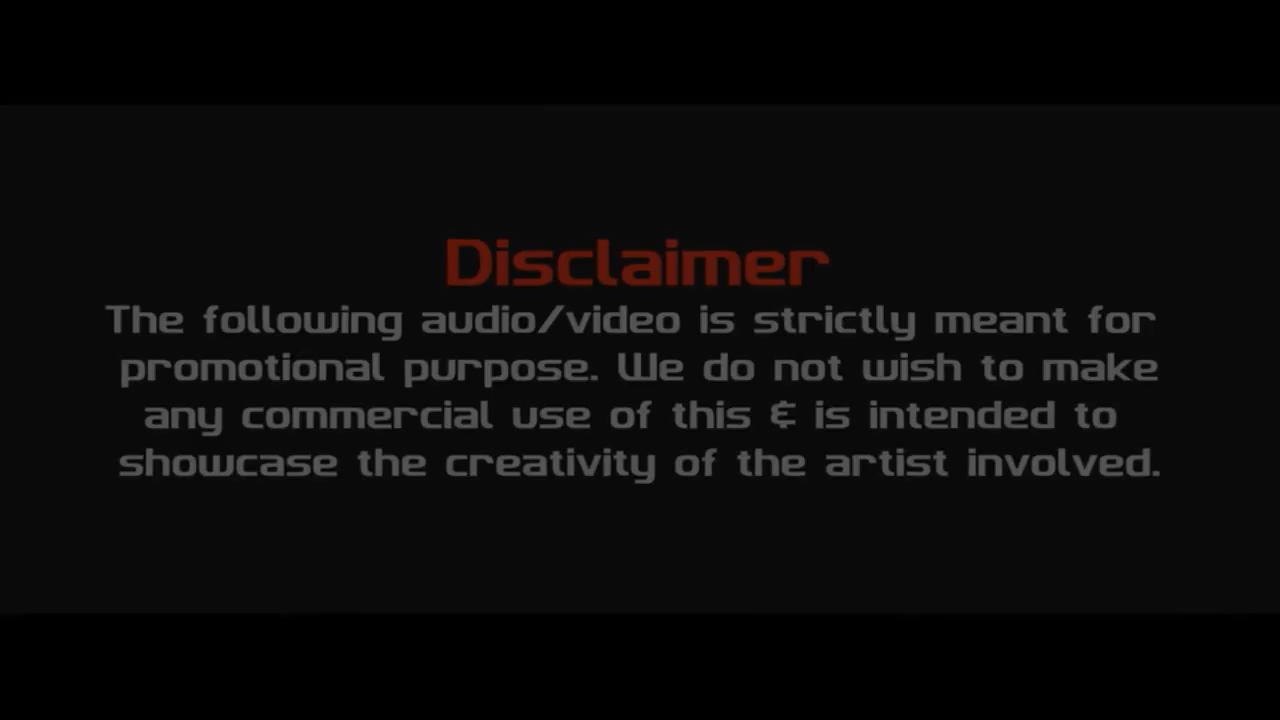 Disclaimer
The following audio/video is strictly meant for
promotional purpose. We do not wish to make
any commercial use of this & is intended to
showcase the creativity of the artist involved.